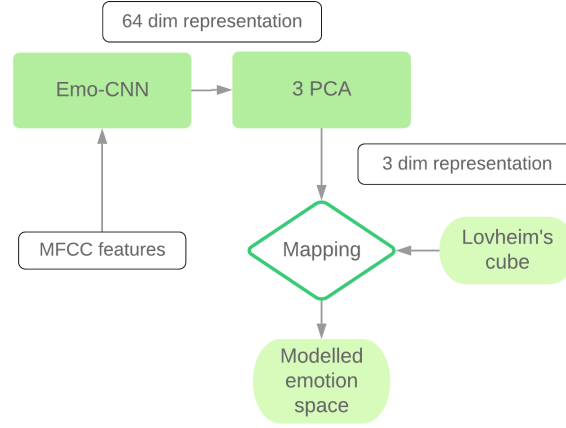 64 dim representation
Emo-CNN
3 PCA
3 dim representation
MFCC features
Mapping
Lovheim's
cube
Modelled
emotion
space